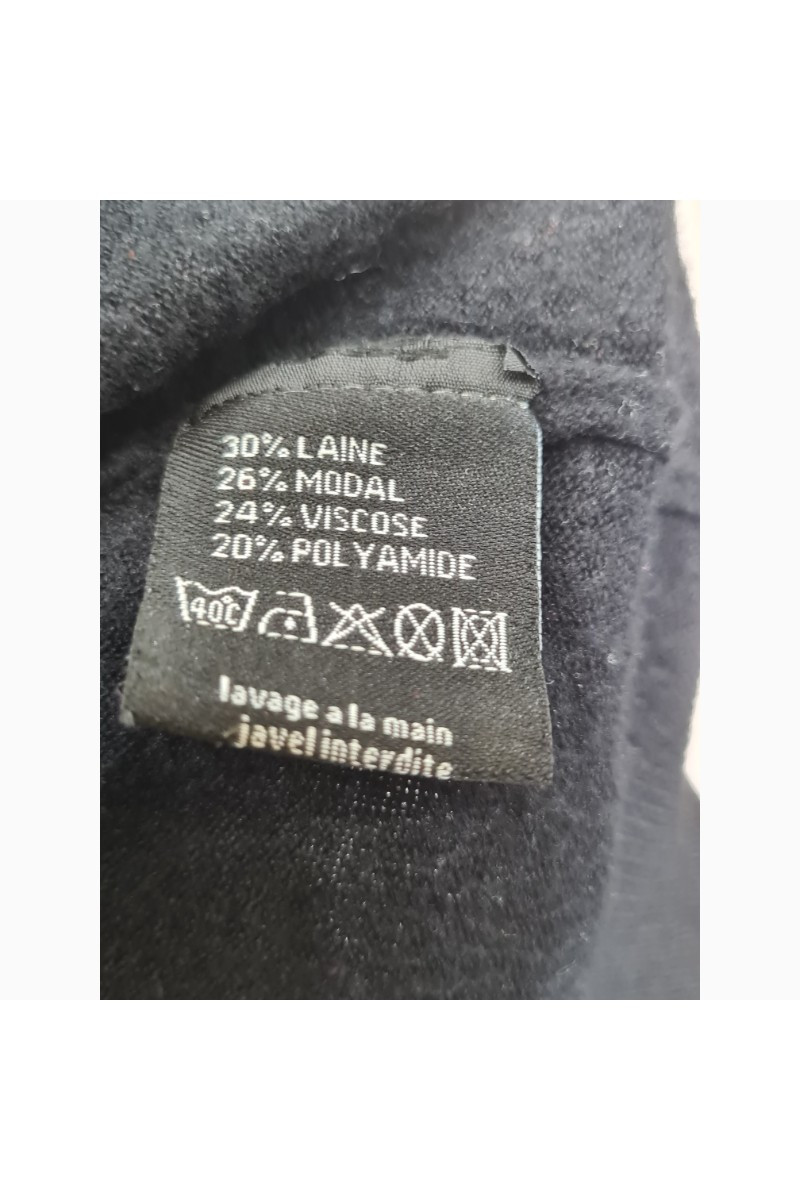 30% LAINE
26% MODAL
24% VISCOSE
20% POLYAMIDE
40°C
lavage a la main
javel interdite